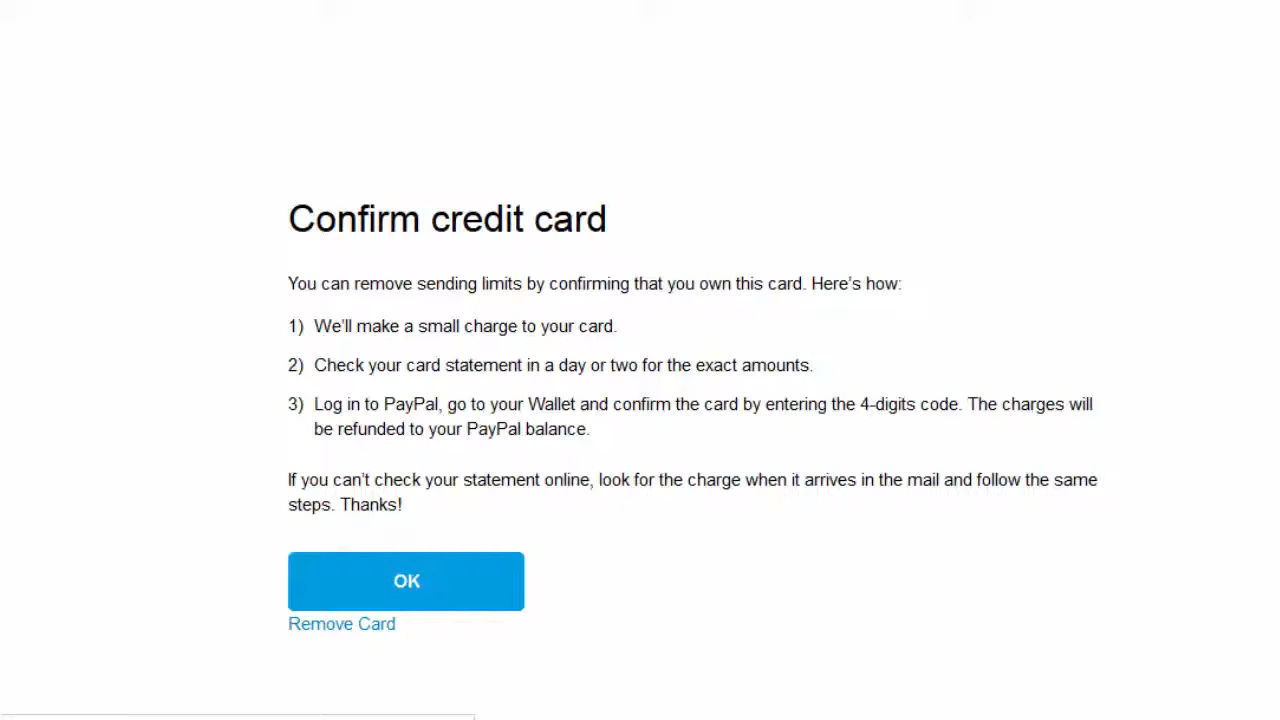 Confirm credit card
You can remove sending limits by confirming that you own this card. Here's how:
1) We'll make a small charge to your card.
2) Check your card statement in a day or two for the exact amounts.
3) Log in to PayPal, go to your Wallet and confirm the card by entering the 4-digits code. The charges will
be refunded to your PayPal balance.
If you can't check your statement online, look for the charge when it arrives in the mail and follow the same
steps. Thanks!
OK
Remove Card